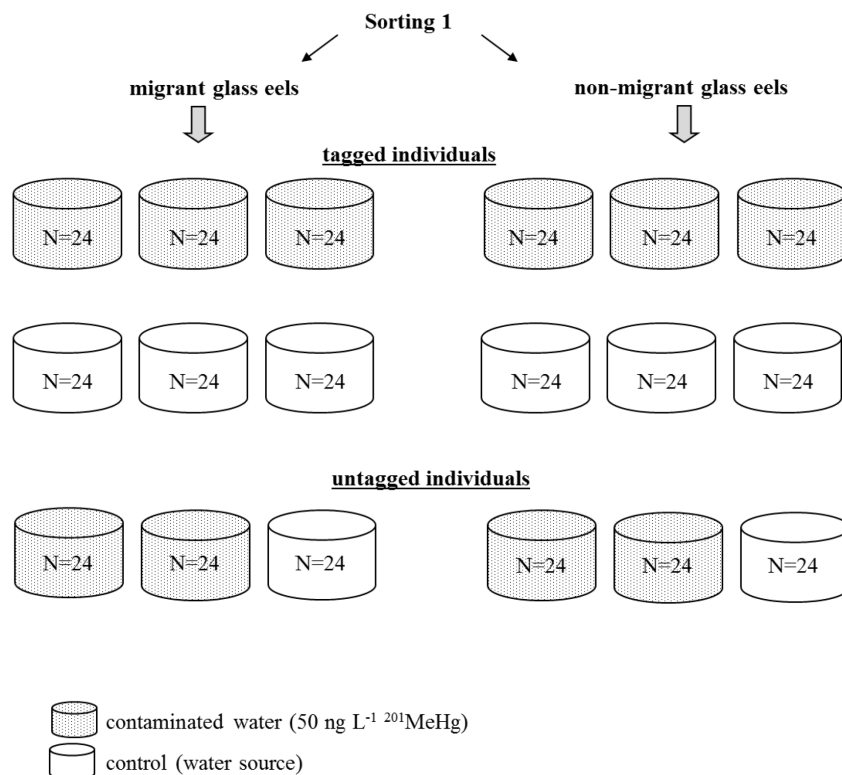 Sorting 1
migrant glass eels
non-migrant glass eels
tagged individuals
N=24 N=24 N=24 N=24 N=24 N=24
N=24 N=24 N=24 N=24 N=24 N=24
untagged individuals
N=24 N=24 N=24 N=24 N=24 N=24
contaminated water (50 ng L⁻¹ ²⁰¹MeHg)
control (water source)